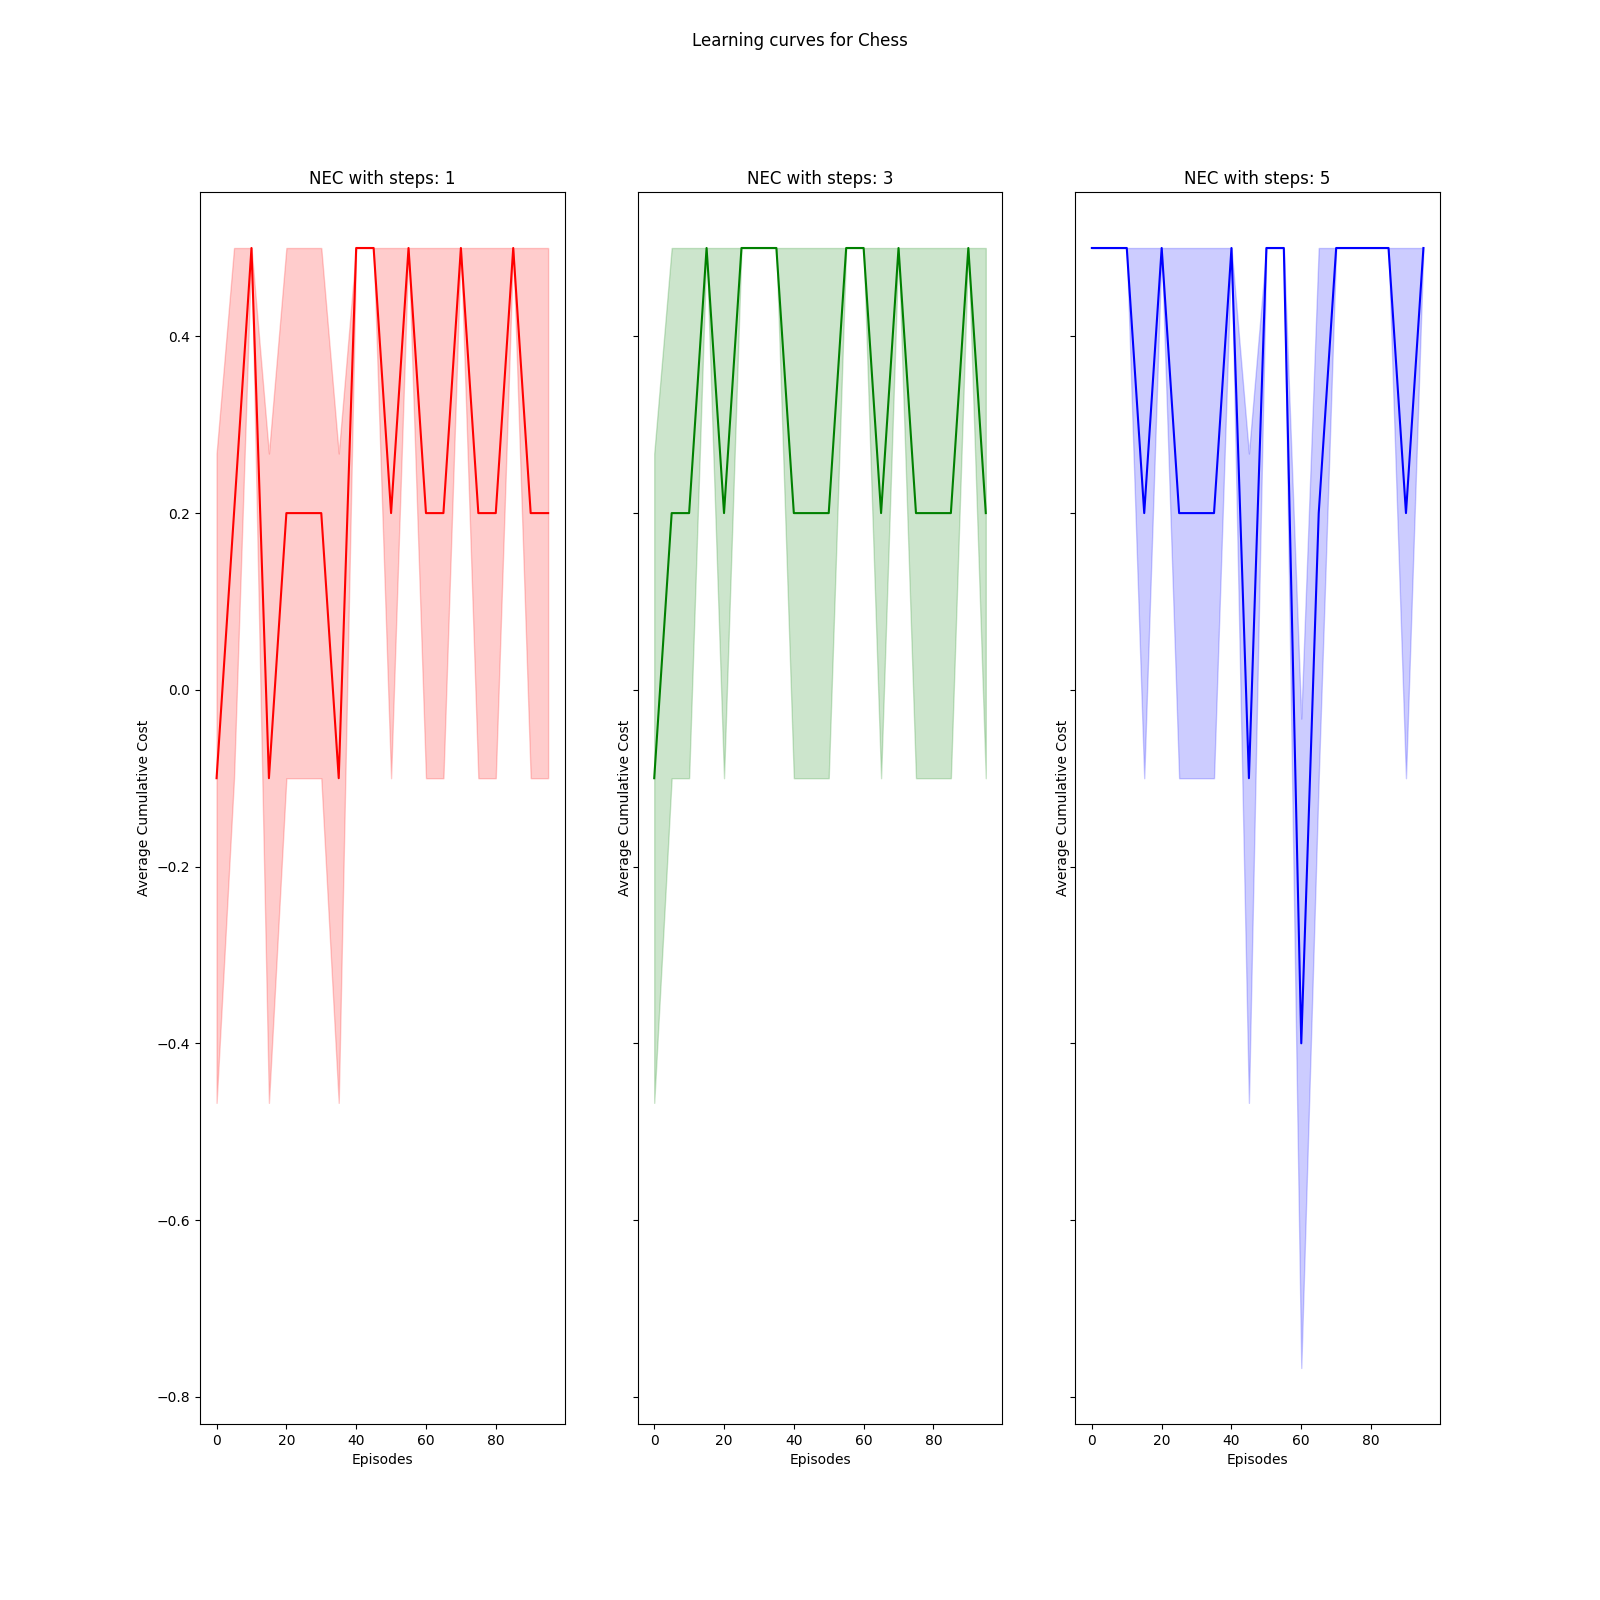 Learning curves for Chess
NEC with steps: 1
NEC with steps: 3
NEC with steps: 5
Average Cumulative Cost
0.4
0.2
0.0
−0.2
−0.4
−0.6
−0.8
0 20 40 60 80
Episodes
Average Cumulative Cost
0 20 40 60 80
Episodes
Average Cumulative Cost
0 20 40 60 80
Episodes